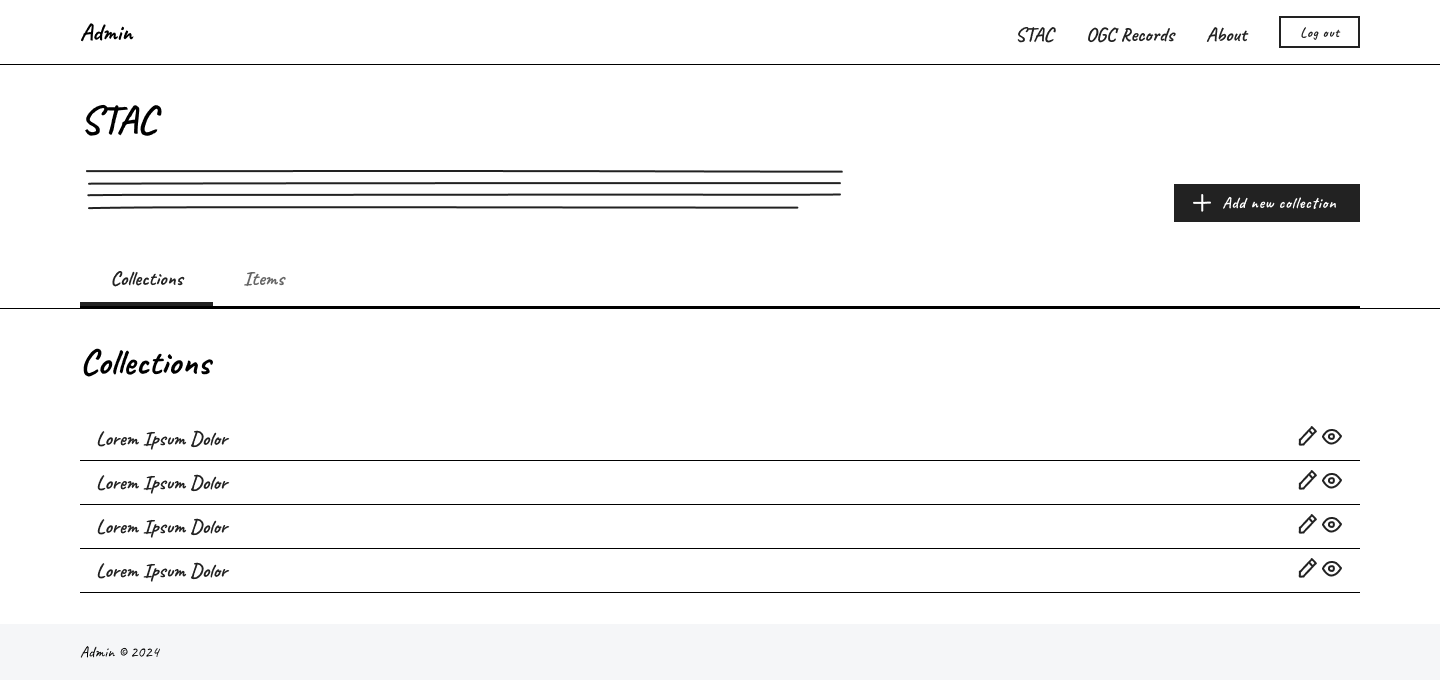 Admin
STAC OGC Records About Log out
STAC
Add new collection
Collections Items
Collections
Lorem Ipsum Dolor
Lorem Ipsum Dolor
Lorem Ipsum Dolor
Lorem Ipsum Dolor
Admin © 2024